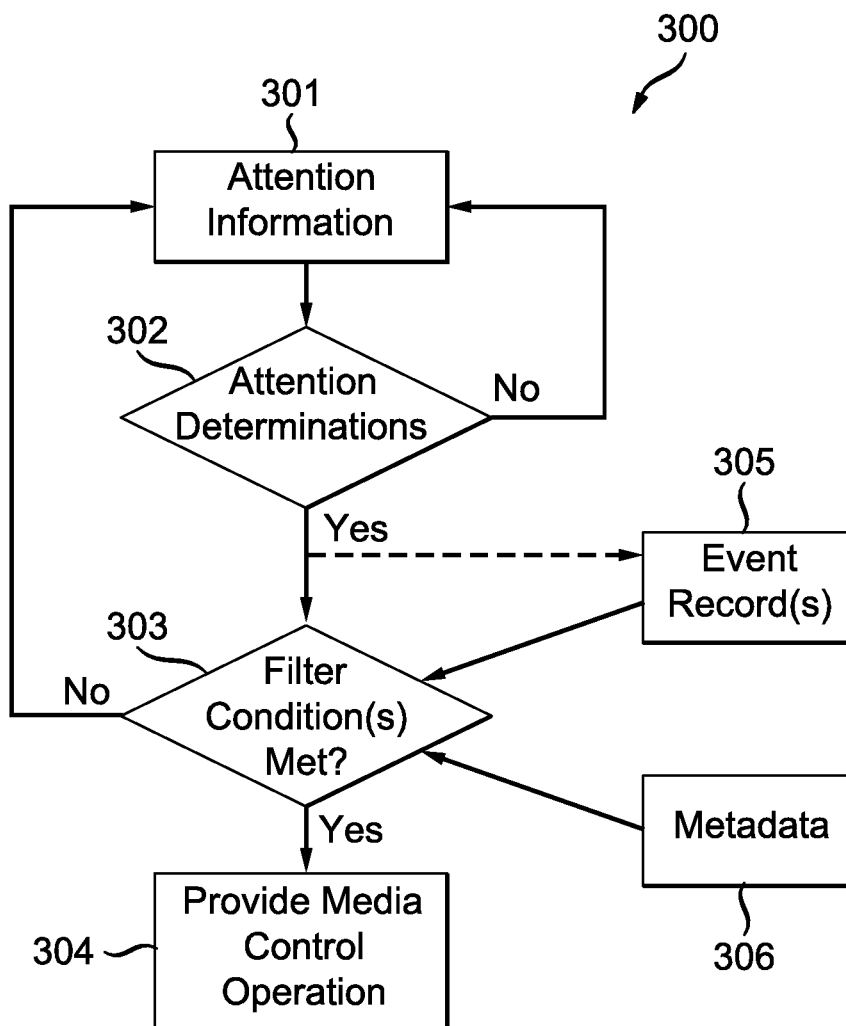 300
301
Attention
Information
302
Attention
Determinations
No
Yes
305
Event
Record(s)
303
No
Filter
Condition(s)
Met?
Yes
Metadata
306
304
Provide Media
Control
Operation